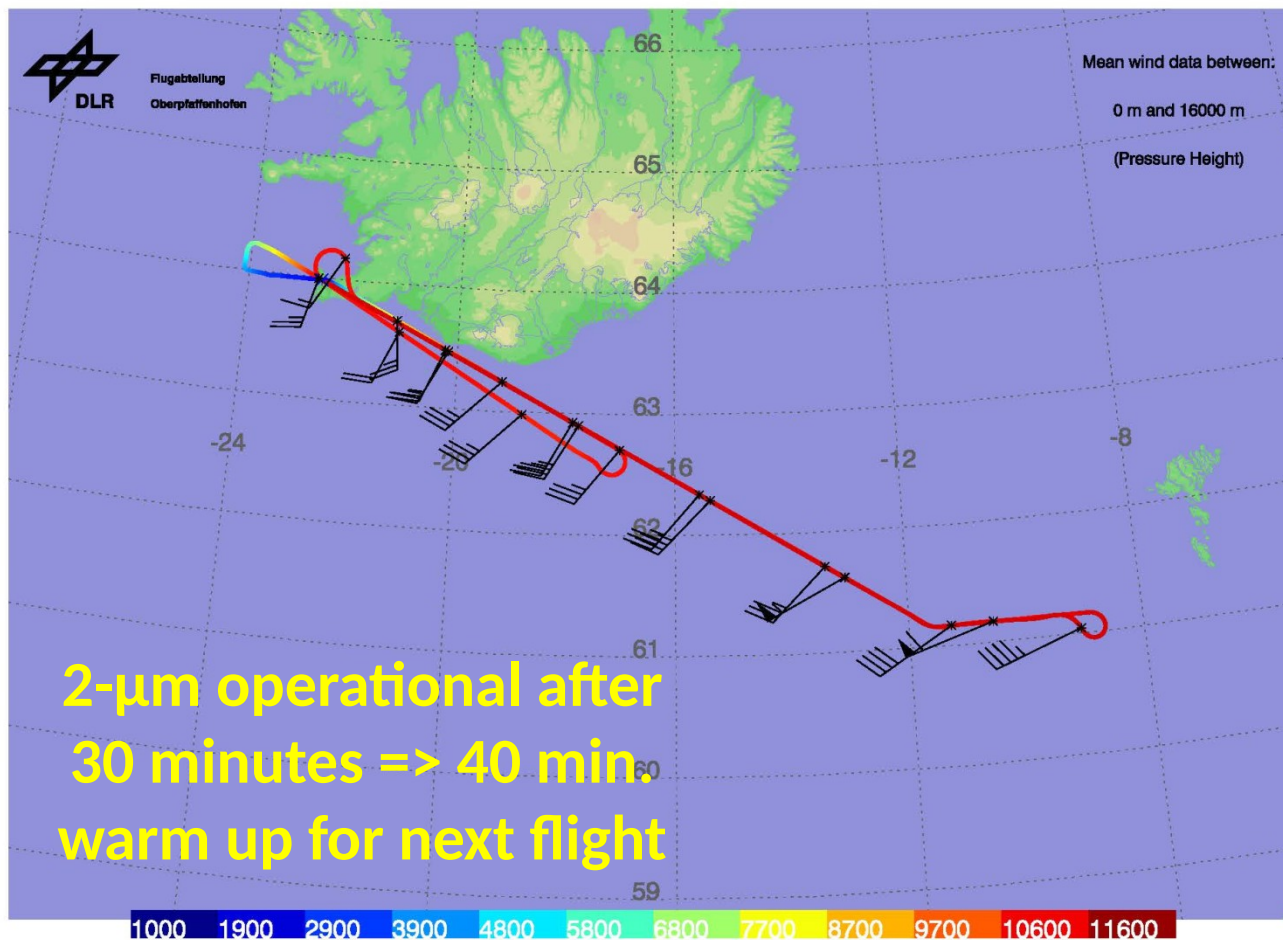 66
Mean wind data between:
Flugabteilung
DLR
Oberpfaffenhofen
0 m and 16000 m
(Pressure Height)
65
64
63
-24
-20
-16
-12
-8
62
61
2-µm operational after
30 minutes => 40 min.
60
warm up for next flight
59
1000 1900 2900 3900 4800 5800 6800 7700 8700 9700 10600 11600